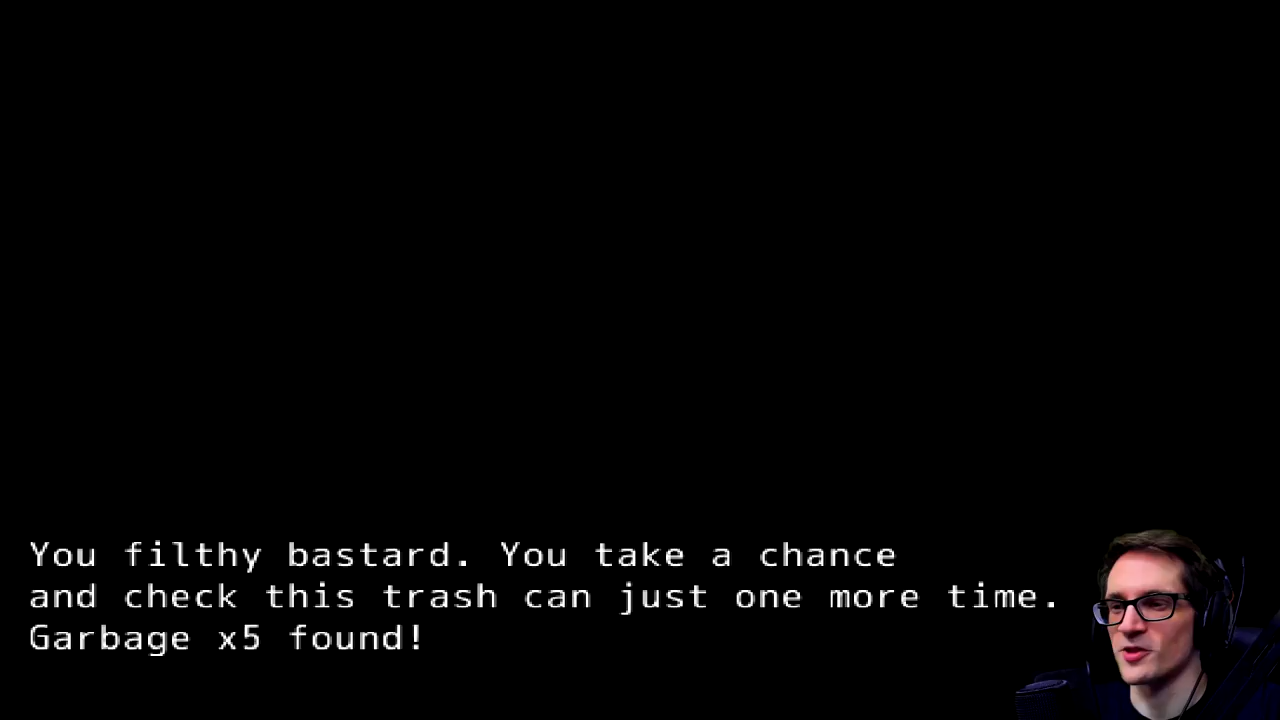 You filthy bastard. You take a chance
and check this trash can just one more time.
Garbage x5 found!